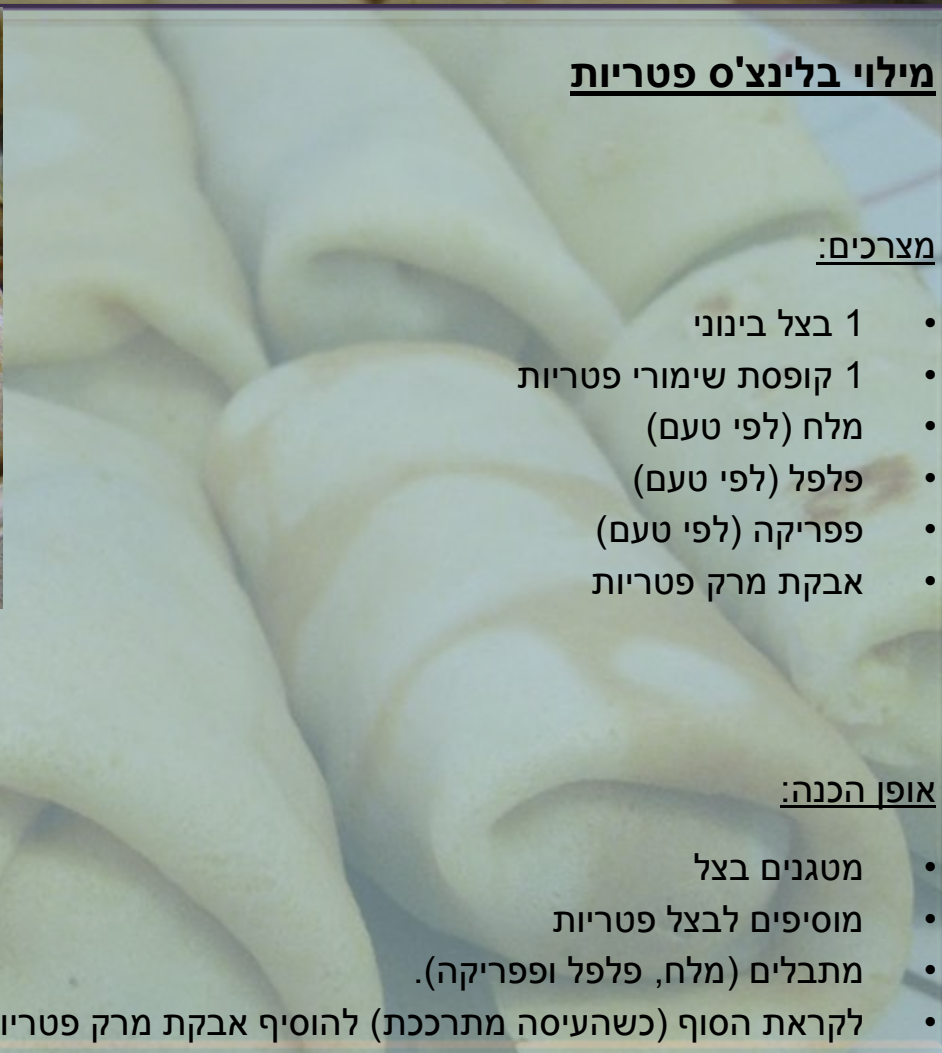 מילוי בלינצ'ס פטריות
מצרכים:
• 1 בצל בינוני
• 1 קופסת שימורי פטריות
• מלח (לפי טעם)
• פלפל (לפי טעם)
• פפריקה (לפי טעם)
• אבקת מרק פטריות
אופן הכנה:
• מטגנים בצל
• מוסיפים לבצל פטריות
• מתבלים (מלח, פלפל ופפריקה).
• לקראת הסוף (כשהעיסה מתרככת) להוסיף אבקת מרק פטריו